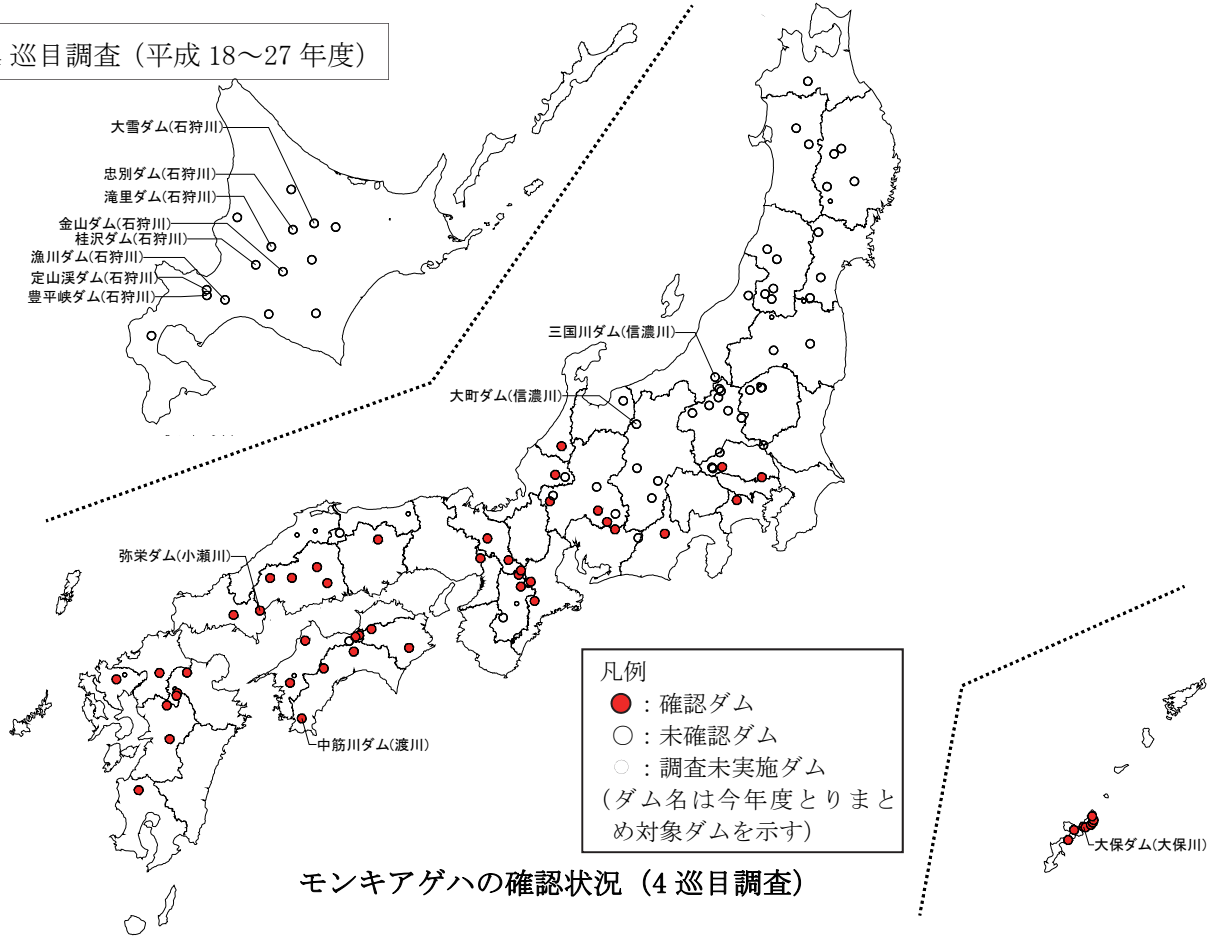 巡目調査（平成 18～27 年度）
大雪ダム(石狩川)
忠別ダム(石狩川)
滝里ダム(石狩川)
金山ダム(石狩川)
桂沢ダム(石狩川)
漁川ダム(石狩川)
定山渓ダム(石狩川)
豊平峡ダム(石狩川)
三国川ダム(信濃川)
大町ダム(信濃川)
弥栄ダム(小瀬川)
中筋川ダム(渡川)
大保ダム(大保川)
凡例
：確認ダム
：未確認ダム
：調査未実施ダム
(ダム名は今年度とりまと
め対象ダムを示す)
モンキアゲハの確認状況（4 巡目調査）